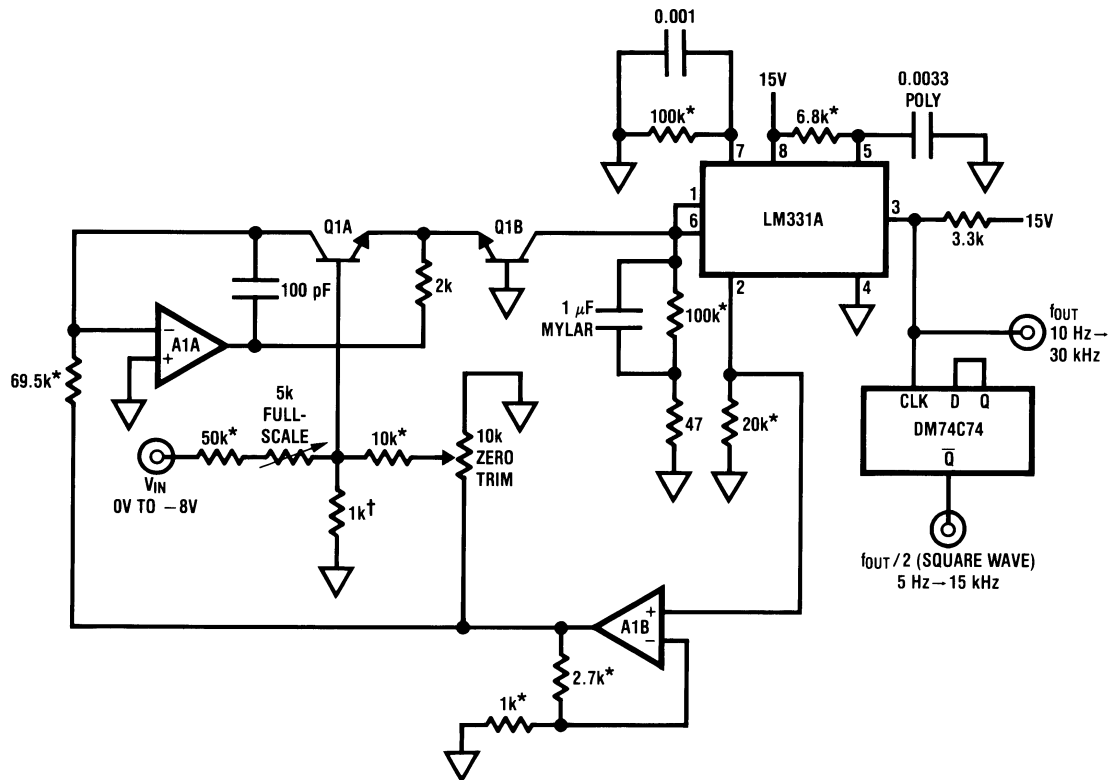 0.001
0.0033
POLY
15V
6.8k*
100k*
7
8
5
1
6
LM331A
3
3.3k
15V
2
4
Q1A
Q1B
100 pF
2k
1 µF
MYLAR
100k*
−
A1A
+
69.5k*
47
20k*
fOUT
10 Hz→
30 kHz
CLK
D
Q
DM74C74
Q̅
5k
FULL-
SCALE
50k*
10k*
10k
ZERO
TRIM
VIN
0V TO −8V
1k†
fOUT/2 (SQUARE WAVE)
5 Hz→15 kHz
A1B
+
−
2.7k*
1k*